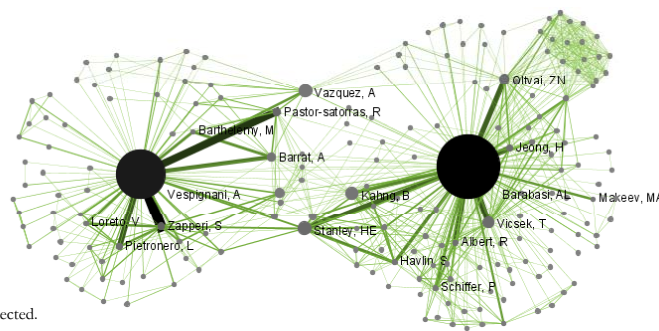 Oltvai, ZN
Vazquez, A
Pastor-satorras, R
Barthelemy, M
Jeong, H
Barrat, A
Vespignani, A
Kahng, B
Barabasi, AL
Makeev, MA
Loreto, V
Zapperi, S
Stanley, HE
Vicsek, T
Pietronero, L
Albert, R
Havlin, S
Schiffer, P
ected.